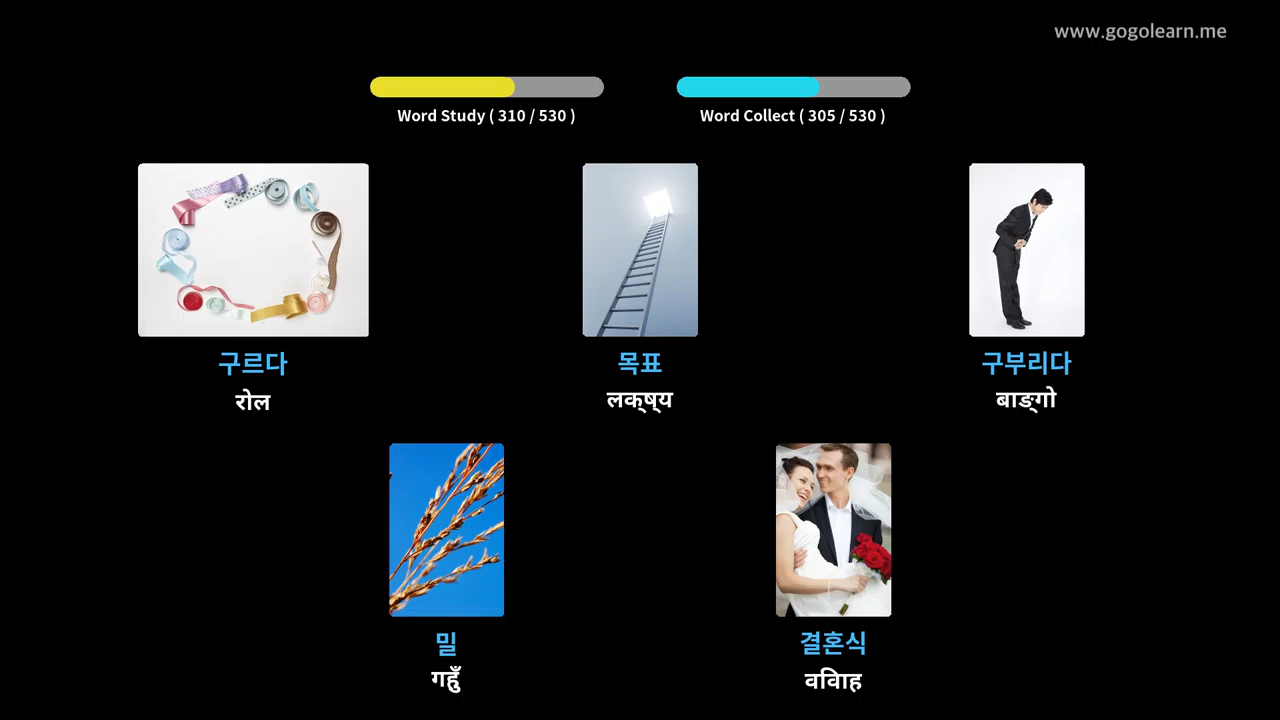 www.gogolearn.me
Word Study ( 310 / 530 )
Word Collect ( 305 / 530 )
구르다
रोल
목표
लक्ष्य
구부리다
बाङ्गो
밀
गहुँ
결혼식
वविाह